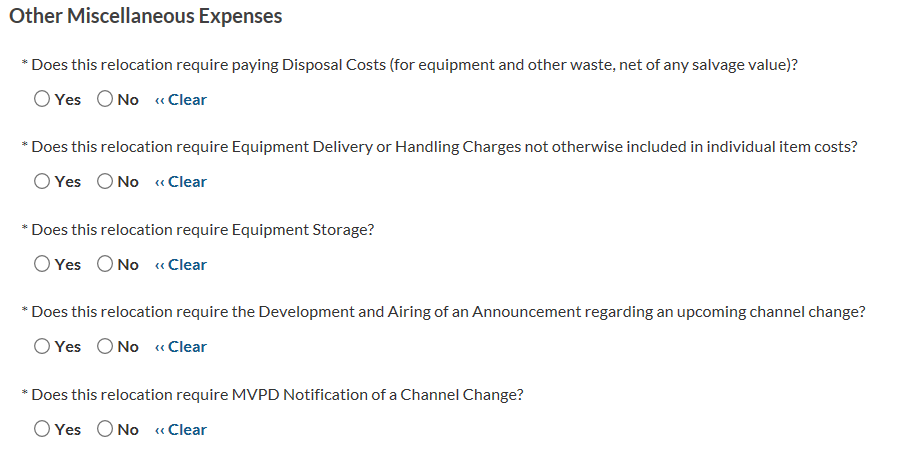 Other Miscellaneous Expenses
* Does this relocation require paying Disposal Costs (for equipment and other waste, net of any salvage value)?
Yes No ‹‹ Clear
* Does this relocation require Equipment Delivery or Handling Charges not otherwise included in individual item costs?
Yes No ‹‹ Clear
* Does this relocation require Equipment Storage?
Yes No ‹‹ Clear
* Does this relocation require the Development and Airing of an Announcement regarding an upcoming channel change?
Yes No ‹‹ Clear
* Does this relocation require MVPD Notification of a Channel Change?
Yes No ‹‹ Clear